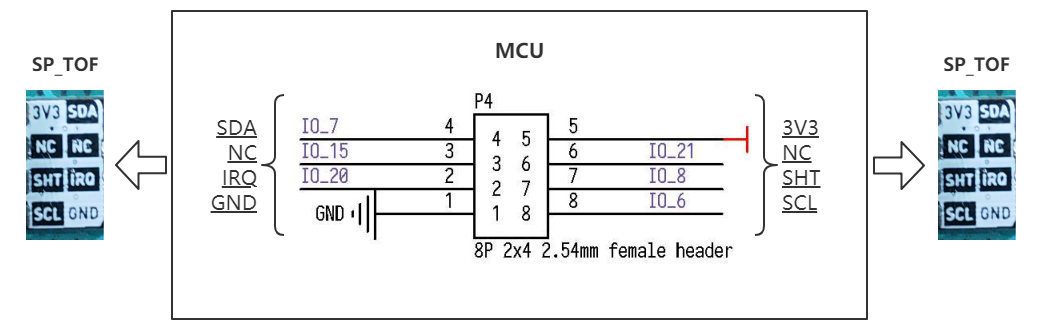 MCU
SP_TOF
3V3 SDA
NC NC
SHT IRQ
SCL GND
SDA
NC
IRQ
GND
P4
IO_7 4 4 5 5
IO_15 3 3 6 6 IO_21
IO_20 2 2 7 7 IO_8
GND 1 1 8 8 IO_6
8P 2x4 2.54mm female header
3V3
NC
SHT
SCL
SP_TOF
3V3 SDA
NC NC
SHT IRQ
SCL GND